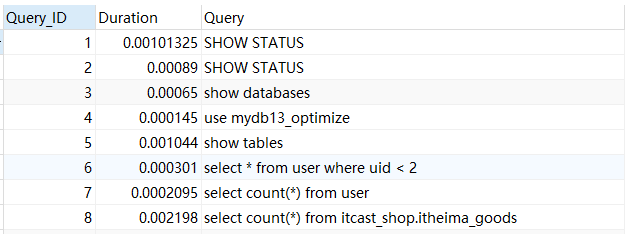 Query_ID Duration Query
1 0.00101325 SHOW STATUS
2 0.00089 SHOW STATUS
3 0.00065 show databases
4 0.000145 use mydb13_optimize
5 0.001044 show tables
6 0.000301 select * from user where uid < 2
7 0.0002095 select count(*) from user
8 0.002198 select count(*) from itcast_shop.itheima_goods